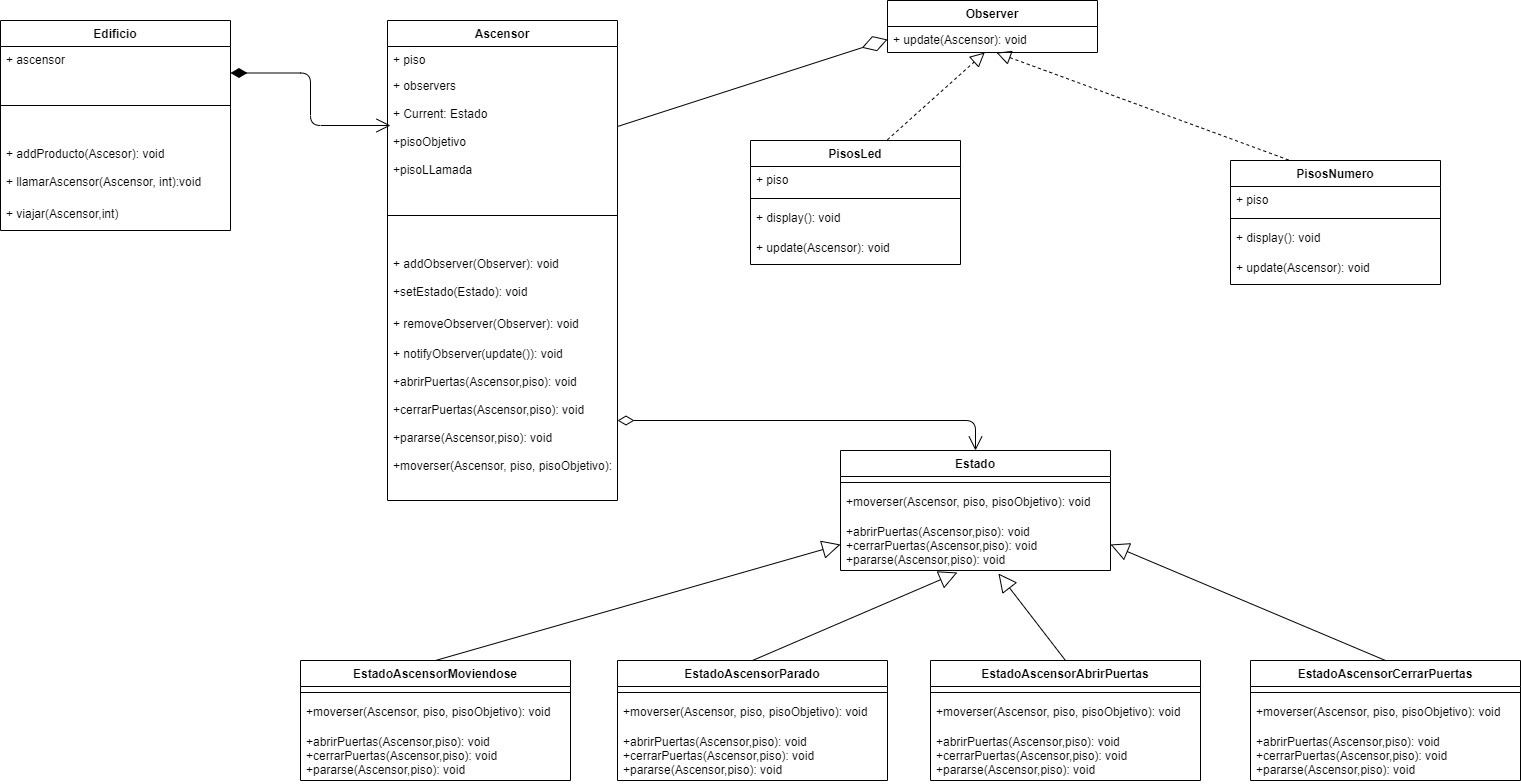 Edificio
+ ascensor
+ addProducto(Ascesor): void
+ llamarAscensor(Ascensor, int):void
+ viajar(Ascensor,int)
Ascensor
+ piso
+ observers
+ Current: Estado
+pisoObjetivo
+pisoLLamada
+ addObserver(Observer): void
+setEstado(Estado): void
+ removeObserver(Observer): void
+ notifyObserver(update()): void
+abrirPuertas(Ascensor,piso): void
+cerrarPuertas(Ascensor,piso): void
+pararse(Ascensor,piso): void
+moverser(Ascensor, piso, pisoObjetivo):
Observer
+ update(Ascensor): void
PisosLed
+ piso
+ display(): void
+ update(Ascensor): void
PisosNumero
+ piso
+ display(): void
+ update(Ascensor): void
Estado
+moverser(Ascensor, piso, pisoObjetivo): void
+abrirPuertas(Ascensor,piso): void
+cerrarPuertas(Ascensor,piso): void
+pararse(Ascensor,piso): void
EstadoAscensorMoviendose
+moverser(Ascensor, piso, pisoObjetivo): void
+abrirPuertas(Ascensor,piso): void
+cerrarPuertas(Ascensor,piso): void
+pararse(Ascensor,piso): void
EstadoAscensorParado
+moverser(Ascensor, piso, pisoObjetivo): void
+abrirPuertas(Ascensor,piso): void
+cerrarPuertas(Ascensor,piso): void
+pararse(Ascensor,piso): void
EstadoAscensorAbrirPuertas
+moverser(Ascensor, piso, pisoObjetivo): void
+abrirPuertas(Ascensor,piso): void
+cerrarPuertas(Ascensor,piso): void
+pararse(Ascensor,piso): void
EstadoAscensorCerrarPuertas
+moverser(Ascensor, piso, pisoObjetivo): void
+abrirPuertas(Ascensor,piso): void
+cerrarPuertas(Ascensor,piso): void
+pararse(Ascensor,piso): void